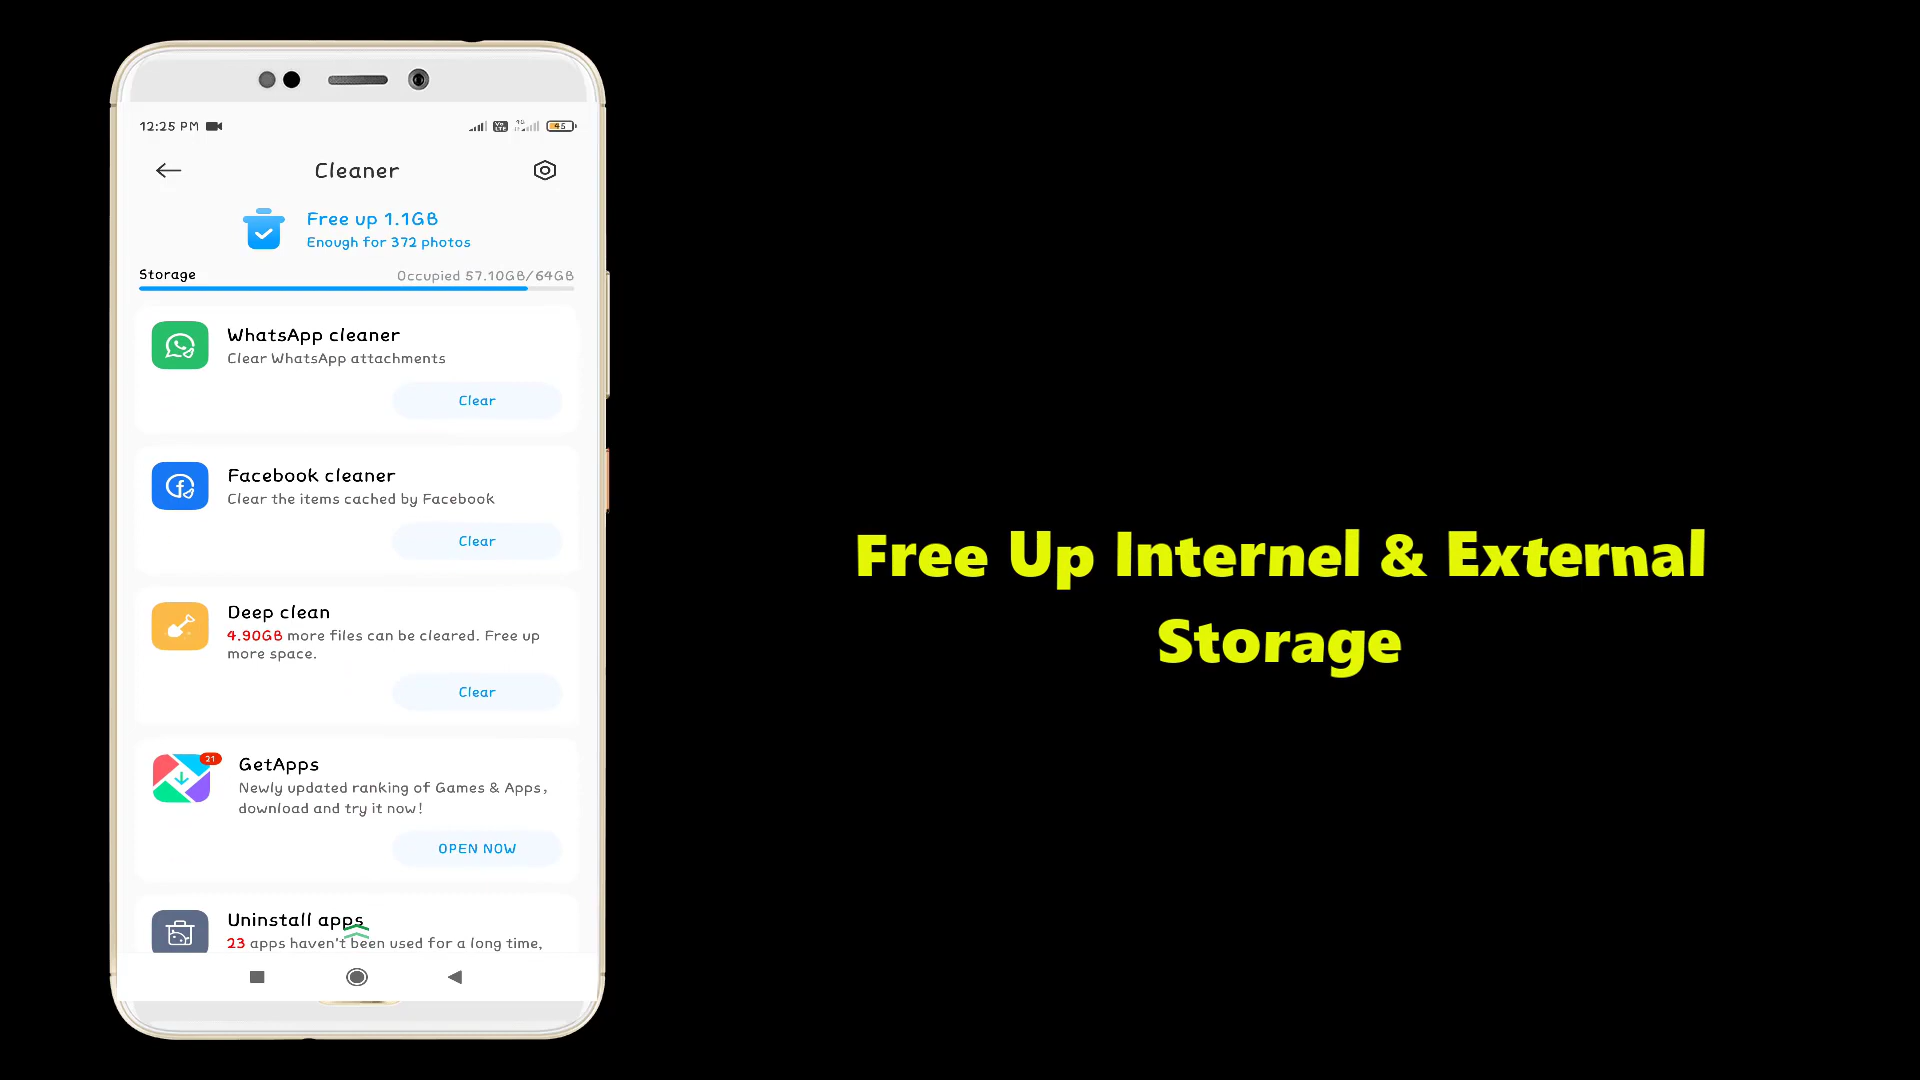 12:25 PM
45
Cleaner
Free up 1.1GB
Enough for 372 photos
Storage
Occupied 57.10GB/64GB
WhatsApp cleaner
Clear WhatsApp attachments
Clear
Facebook cleaner
Clear the items cached by Facebook
Clear
Deep clean
4.90GB more files can be cleared. Free up
more space.
Clear
21
GetApps
Newly updated ranking of Games & Apps,
download and try it now!
OPEN NOW
Uninstall apps
23 apps haven't been used for a long time,
Free Up Internel & External
Storage